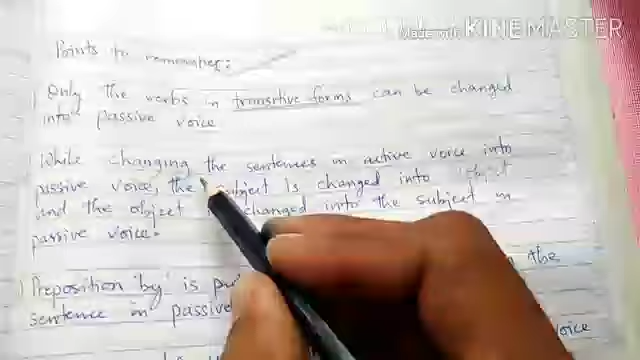 Made with KINEMASTER
Points to remember:
Only the verbs in transitive forms can be changed
into passive voice
While changing the sentences in active voice into
passive voice, the subject is changed into object
and the object changed into the subject in
passive voice.
Preposition 'by' is the
sentence in passive
voice